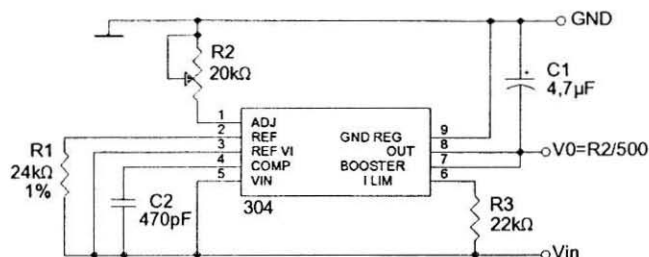 GND
R2
20kΩ
C1
4,7µF
+
1
ADJ
2
REF
3
REF VI
4
COMP
5
VIN
GND REG
9
OUT
8
BOOSTER
7
I LIM
6
304
R1
24kΩ
1%
C2
470pF
V0=R2/500
R3
22kΩ
Vin